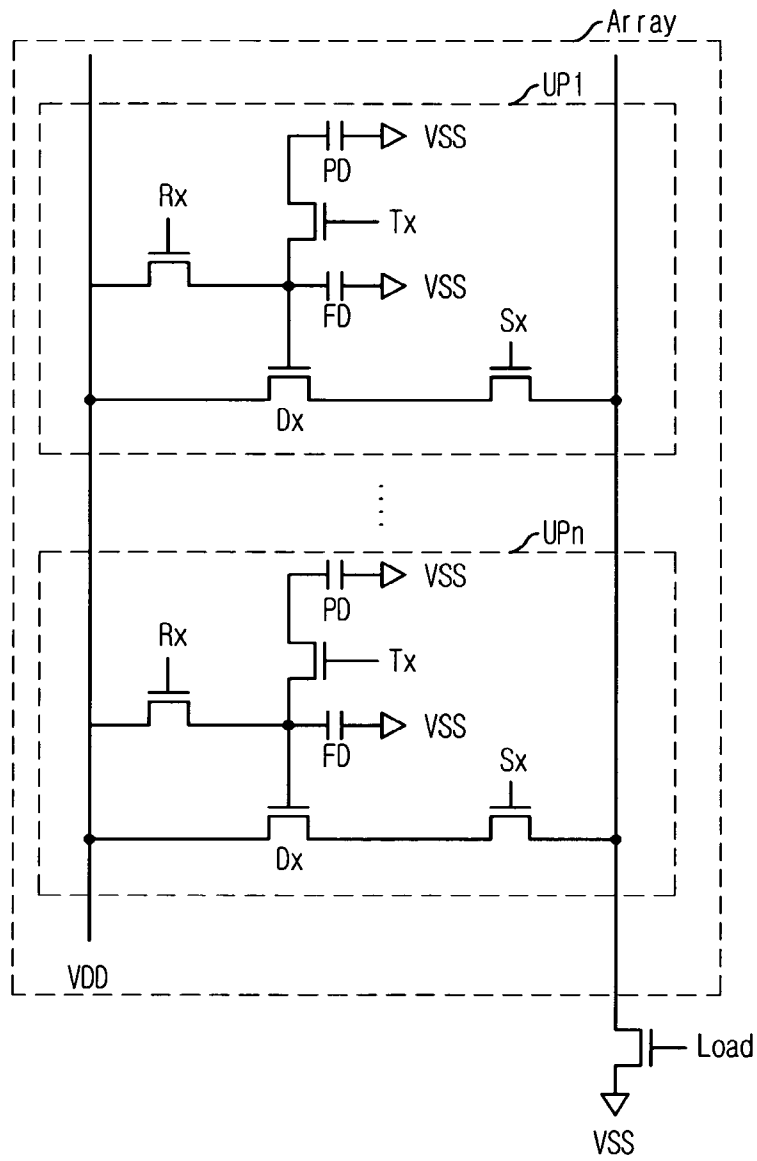 Array
UP1
VSS
PD
Rx
Tx
VSS
FD
Sx
Dx
UPn
VSS
PD
Rx
Tx
VSS
FD
Sx
Dx
VDD
Load
VSS